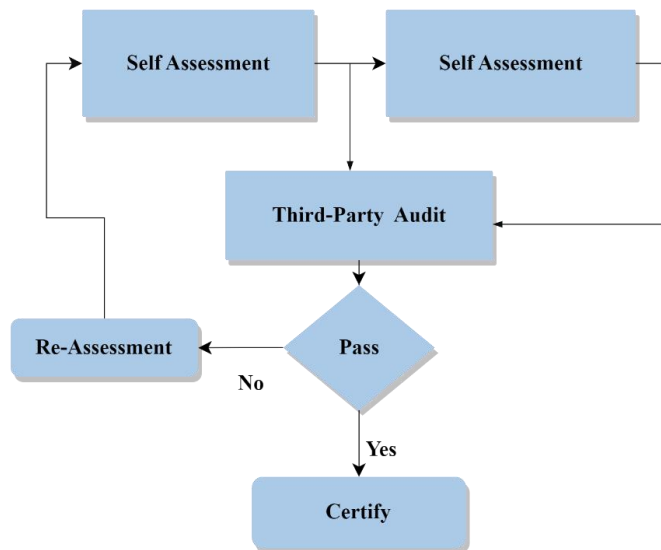 Self Assessment
Self Assessment
Third-Party Audit
Pass
Re-Assessment
No
Yes
Certify